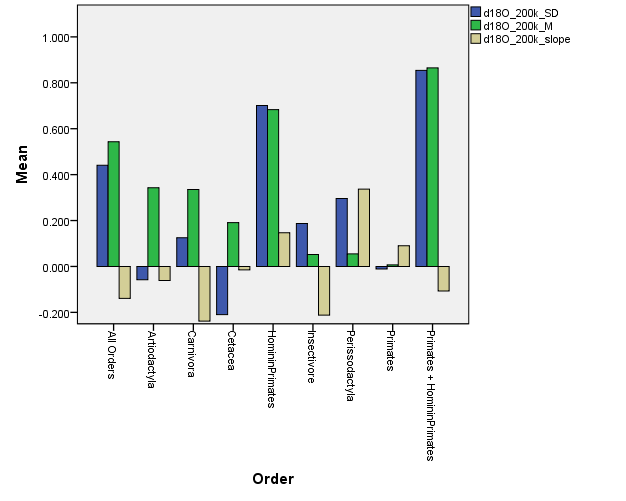 d18O_200k_SD
d18O_200k_M
d18O_200k_slope
1.000
0.800
0.600
0.400
0.200
0.000
-0.200
Mean
All Orders
Artiodactyla
Carnivora
Cetacea
HomininPrimates
Insectivore
Perissodactyla
Primates
Primates + HomininPrimates
Order